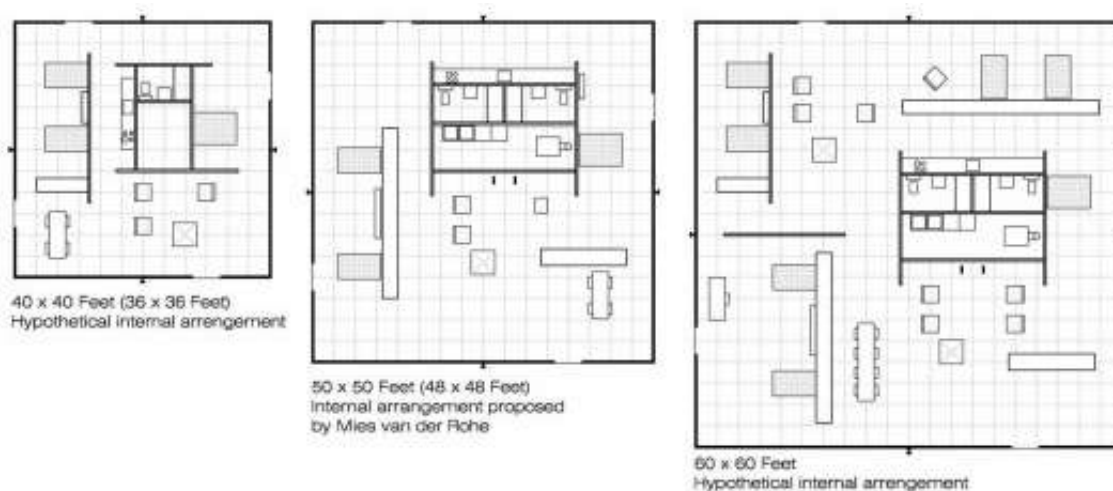 40 x 40 Feet (36 x 36 Feet)
Hypothetical internal arrengement
50 x 50 Feet (48 x 48 Feet)
Internal arrangement proposed
by Mies van der Rohe
60 x 60 Feet
Hypothetical internal arrangement